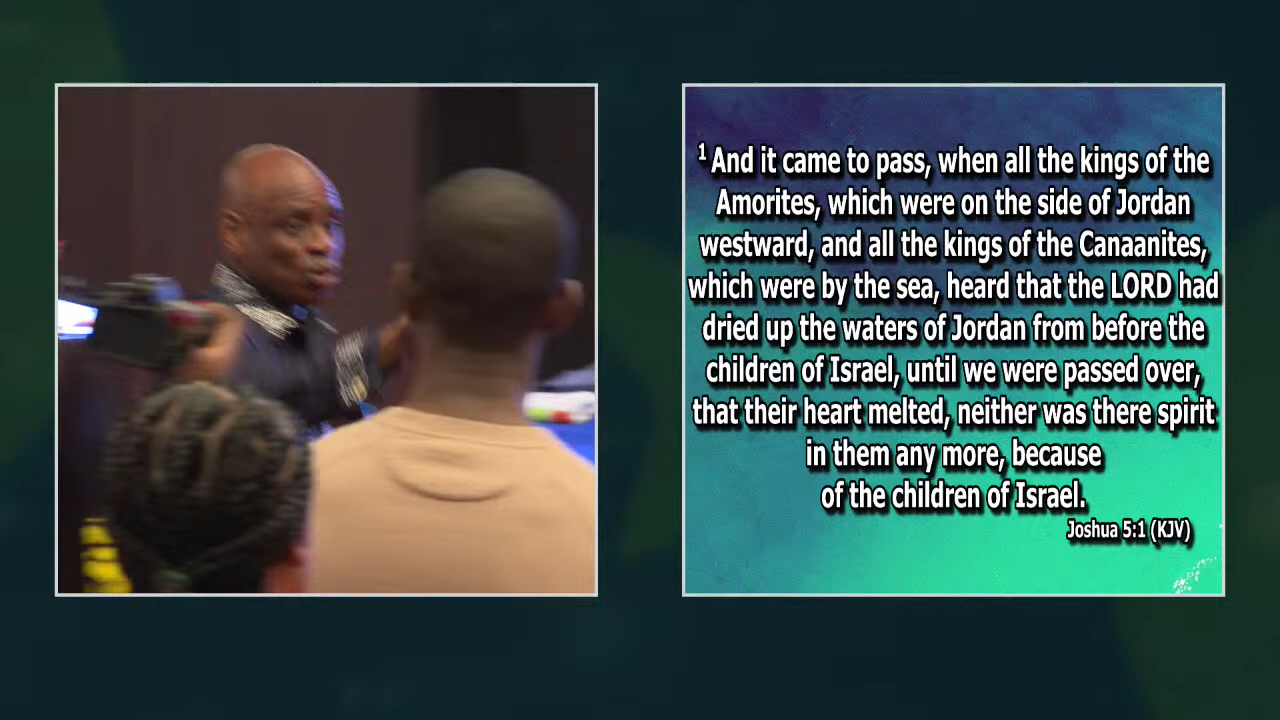 1 And it came to pass, when all the kings of the
Amorites, which were on the side of Jordan
westward, and all the kings of the Canaanites,
which were by the sea, heard that the LORD had
dried up the waters of Jordan from before the
children of Israel, until we were passed over,
that their heart melted, neither was there spirit
in them any more, because
of the children of Israel.
Joshua 5:1 (KJV)